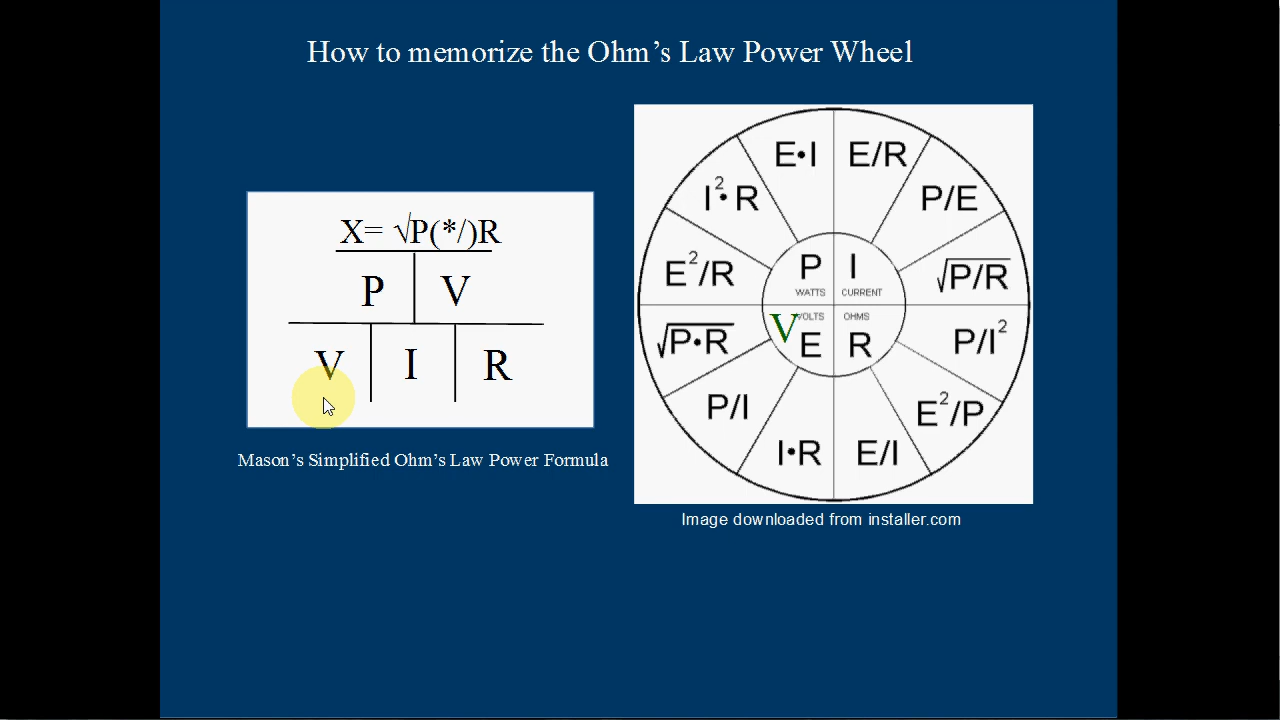 How to memorize the Ohm's Law Power Wheel
X= √P(*/)R
P V
V I R
Mason's Simplified Ohm's Law Power Formula
E•I E/R
I²•R P/E
E²/R √P/R
P I
WATTS CURRENT
VOLTS OHMS
V E R
√P•R P/I²
P/I E²/P
I•R E/I
Image downloaded from installer.com